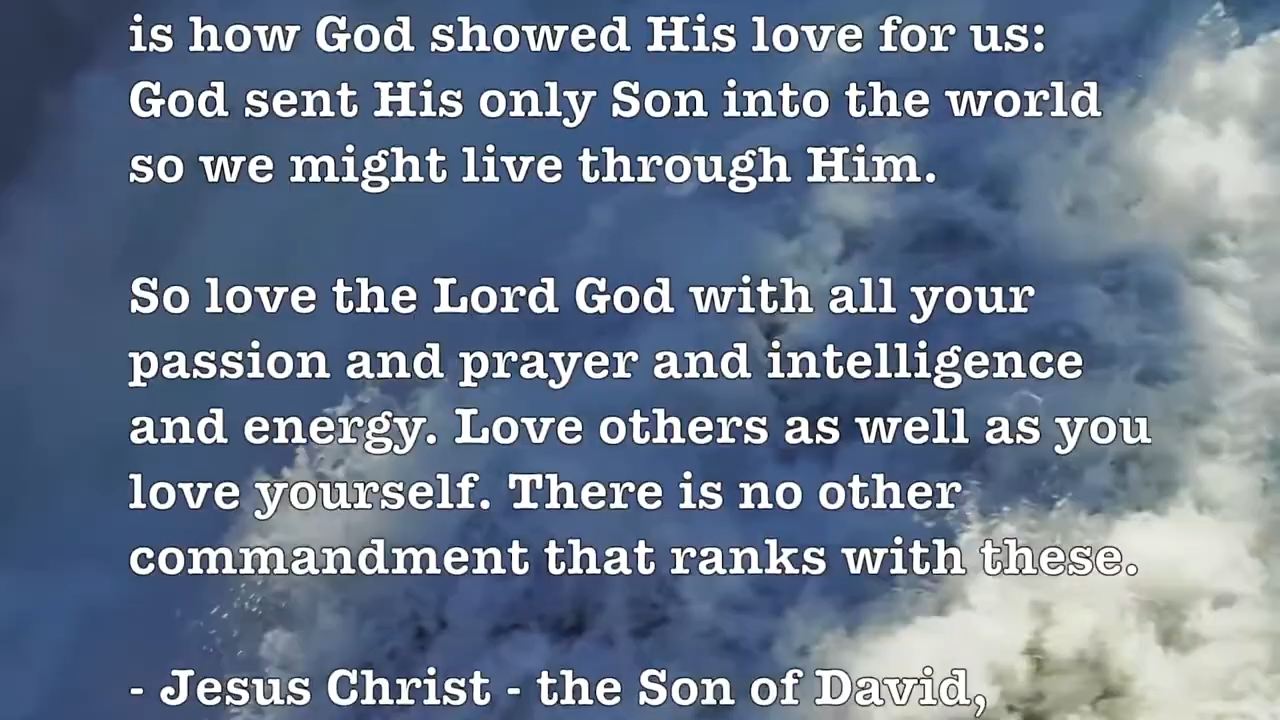 is how God showed His love for us:
God sent His only Son into the world
so we might live through Him.
So love the Lord God with all your
passion and prayer and intelligence
and energy. Love others as well as you
love yourself. There is no other
commandment that ranks with these.
- Jesus Christ - the Son of David,